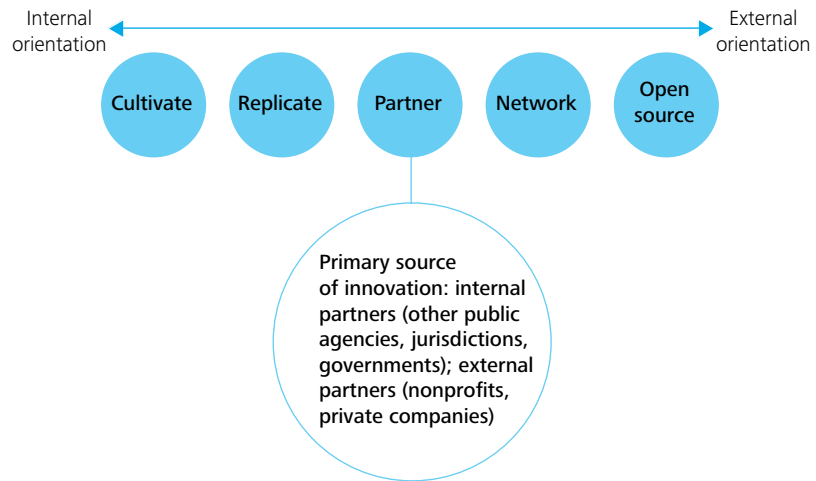 Internal
orientation
External
orientation
Cultivate
Replicate
Partner
Network
Open
source
Primary source
of innovation: internal
partners (other public
agencies, jurisdictions,
governments); external
partners (nonprofits,
private companies)